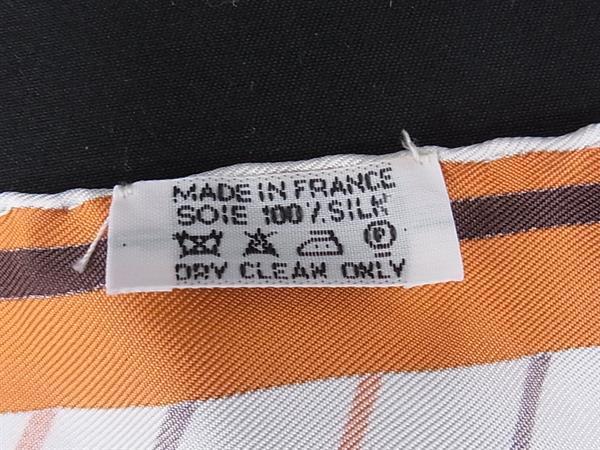 MADE IN FRANCE
SOIE 100% SILK
P
DRY CLEAN ONLY